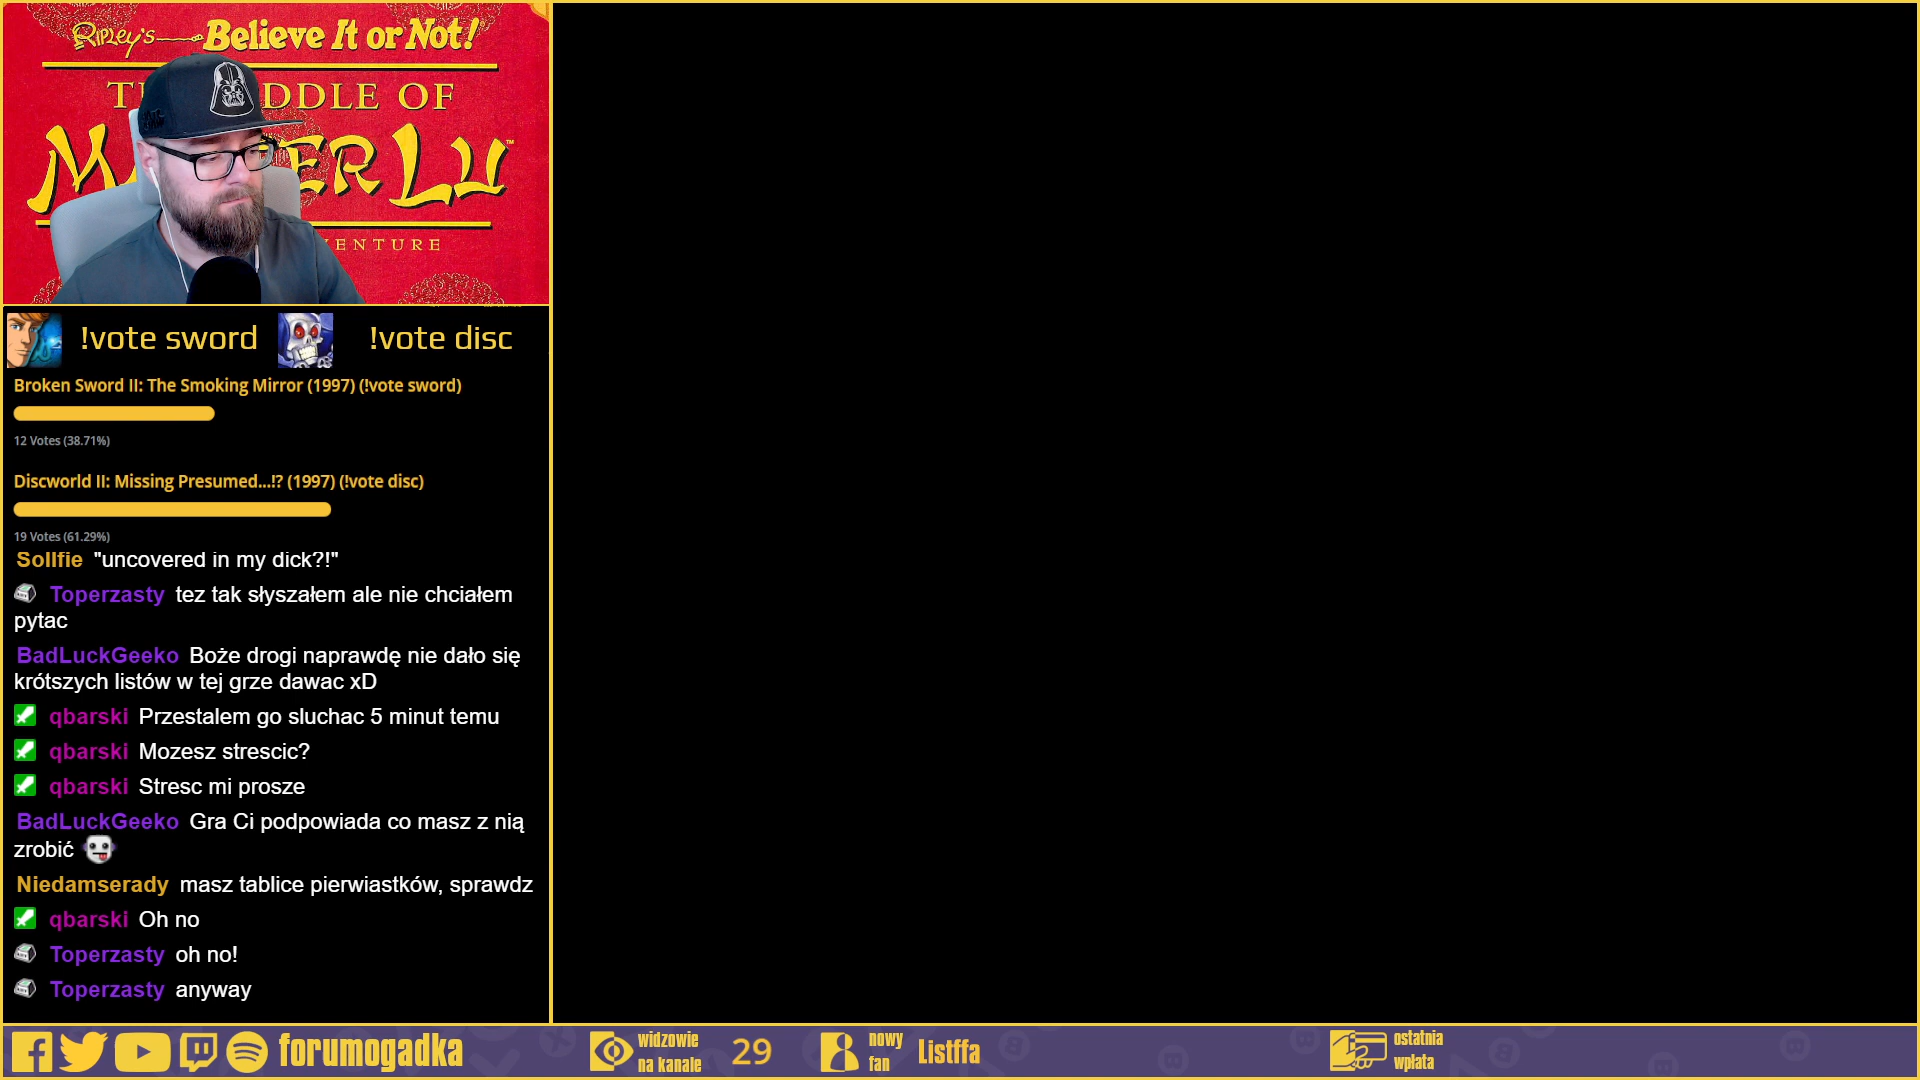 Ripley's Believe It or Not!
DDLE OF
ER LU™
VENTURE
!vote sword !vote disc
Broken Sword II: The Smoking Mirror (1997) (!vote sword)
12 Votes (38.71%)
Discworld II: Missing Presumed...!? (1997) (!vote disc)
19 Votes (61.29%)
Sollfie "uncovered in my dick?!"
Toperzasty tez tak słyszałem ale nie chciałem
pytac
BadLuckGeeko Boże drogi naprawdę nie dało się
krótszych listów w tej grze dawac xD
qbarski Przestalem go sluchac 5 minut temu
qbarski Mozesz strescic?
qbarski Stresc mi prosze
BadLuckGeeko Gra Ci podpowiada co masz z nią
zrobić
Niedamserady masz tablice pierwiastków, sprawdz
qbarski Oh no
Toperzasty oh no!
Toperzasty anyway
forumogadka
widzowie
na kanale
29
nowy
fan
Listffa
ostatnia
wpłata